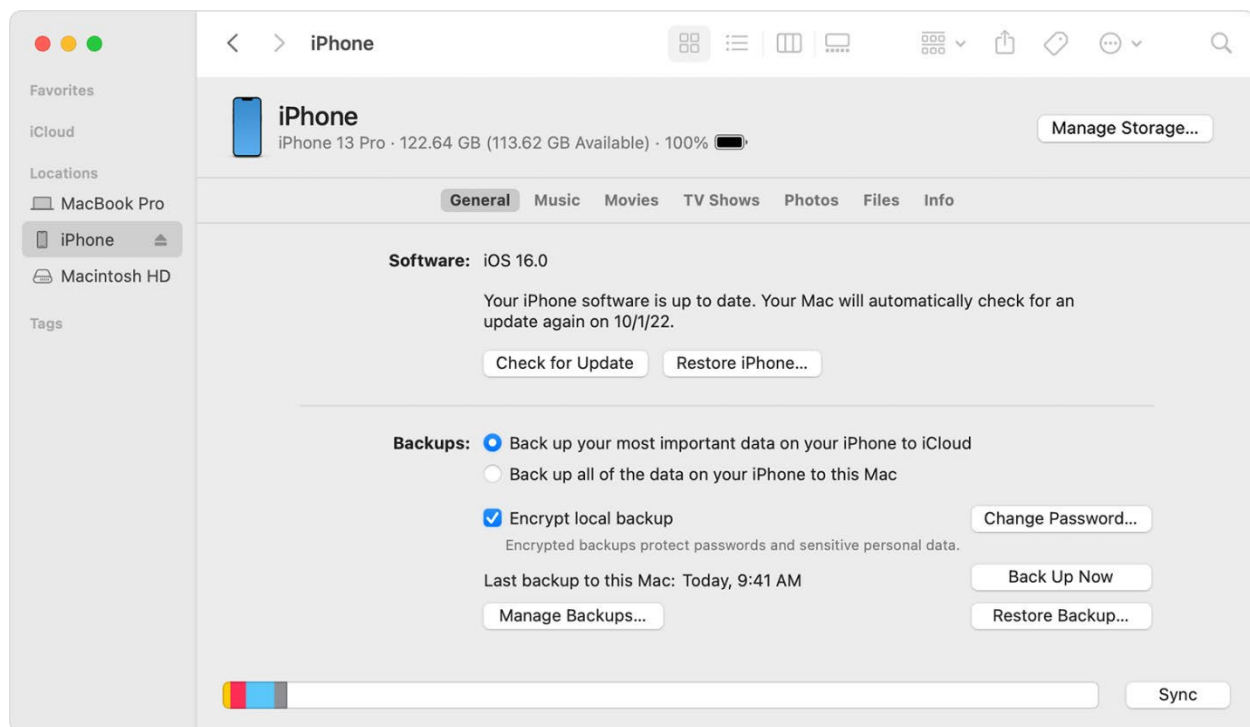 iPhone
Favorites
iCloud
Locations
MacBook Pro
iPhone
Macintosh HD
Tags
iPhone
iPhone 13 Pro · 122.64 GB (113.62 GB Available) · 100%
Manage Storage...
General Music Movies TV Shows Photos Files Info
Software: iOS 16.0
Your iPhone software is up to date. Your Mac will automatically check for an
update again on 10/1/22.
Check for Update Restore iPhone...
Backups: Back up your most important data on your iPhone to iCloud
Back up all of the data on your iPhone to this Mac
Encrypt local backup Change Password...
Encrypted backups protect passwords and sensitive personal data.
Last backup to this Mac: Today, 9:41 AM Back Up Now
Manage Backups... Restore Backup...
Sync